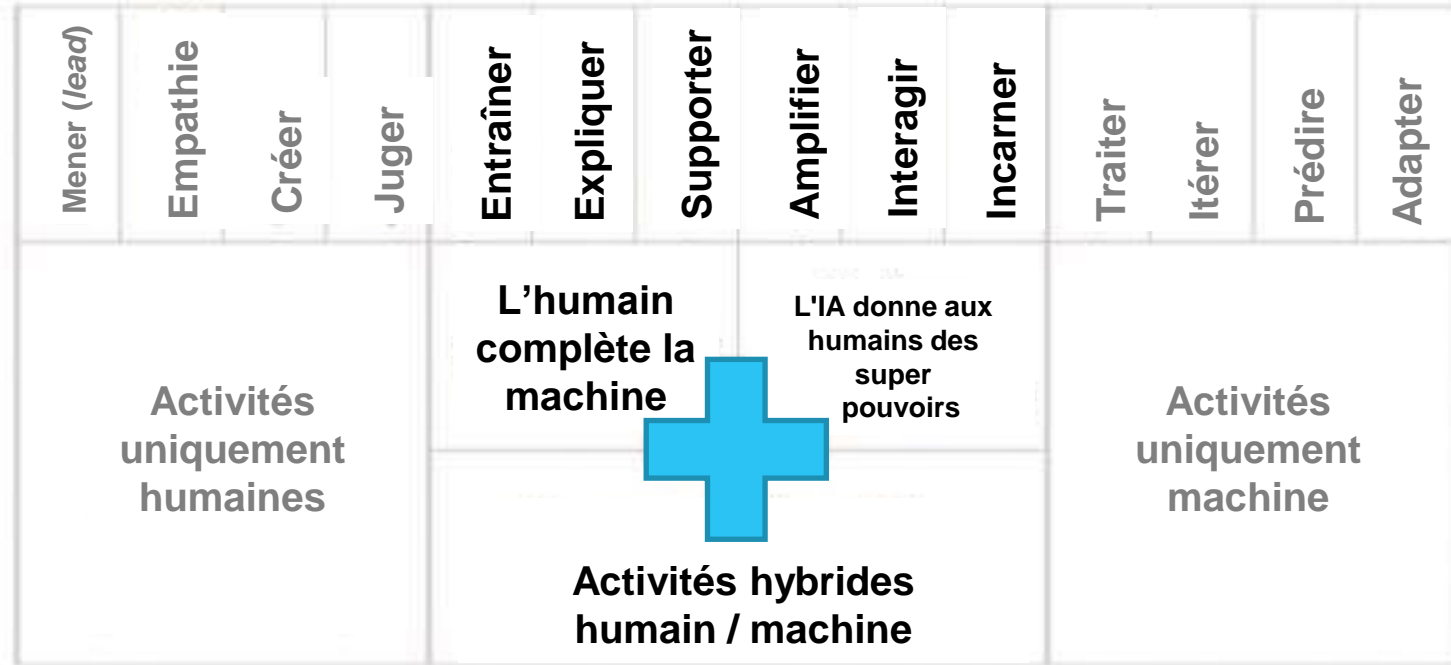 Mener (lead)
Empathie
Créer
Juger
Entraîner
Expliquer
Supporter
Amplifier
Interagir
Incarner
Traiter
Itérer
Prédire
Adapter
L’humain
complète la
machine
L'IA donne aux
humains des
super
pouvoirs
Activités
uniquement
humaines
Activités
uniquement
machine
Activités hybrides
humain / machine